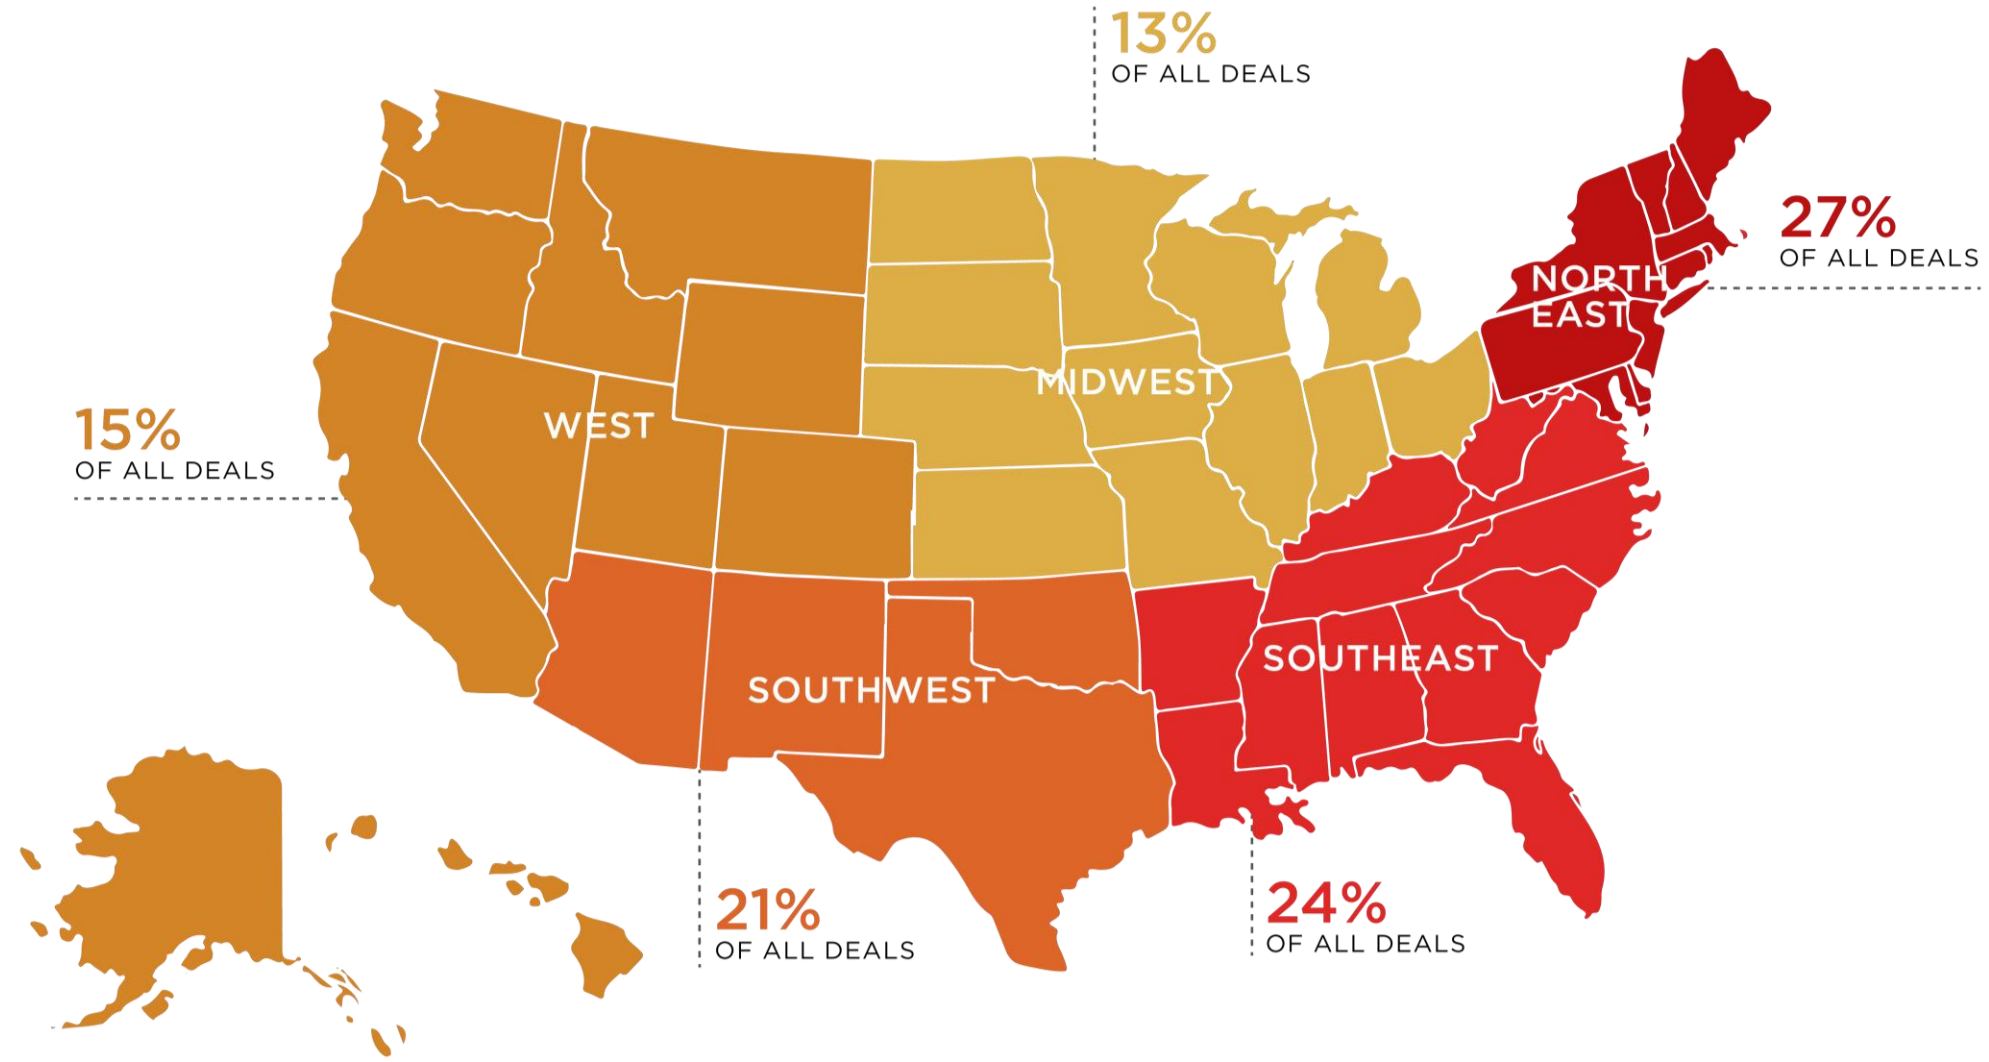 13%
OF ALL DEALS
27%
OF ALL DEALS
NORTH
EAST
MIDWEST
15%
OF ALL DEALS
WEST
SOUTHEAST
SOUTHWEST
21%
OF ALL DEALS
24%
OF ALL DEALS